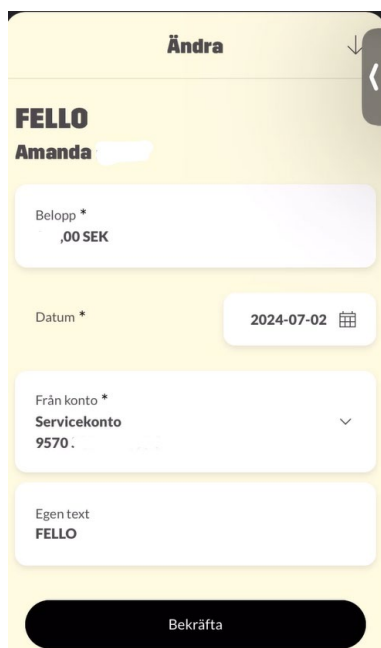 Ändra
FELLO
Amanda
Belopp *
,00 SEK
Datum *
2024-07-02
Från konto *
Servicekonto
9570
Egen text
FELLO
Bekräfta